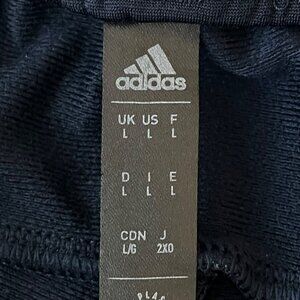 adidas
UK US F
L L L
D I E
L L L
CDN J
L/G 2XO